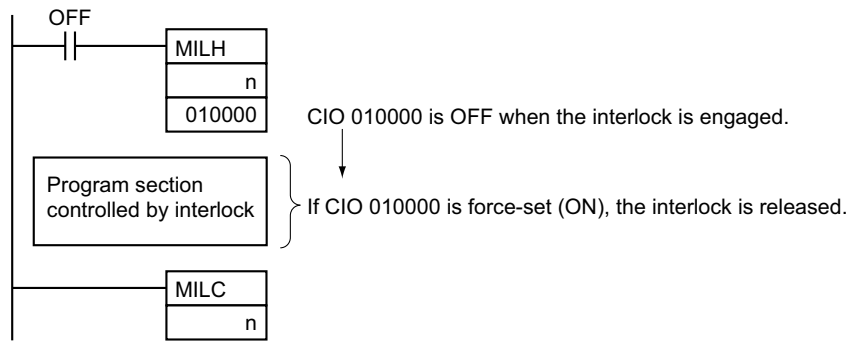 OFF
MILH
n
010000
CIO 010000 is OFF when the interlock is engaged.
Program section
controlled by interlock
If CIO 010000 is force-set (ON), the interlock is released.
MILC
n